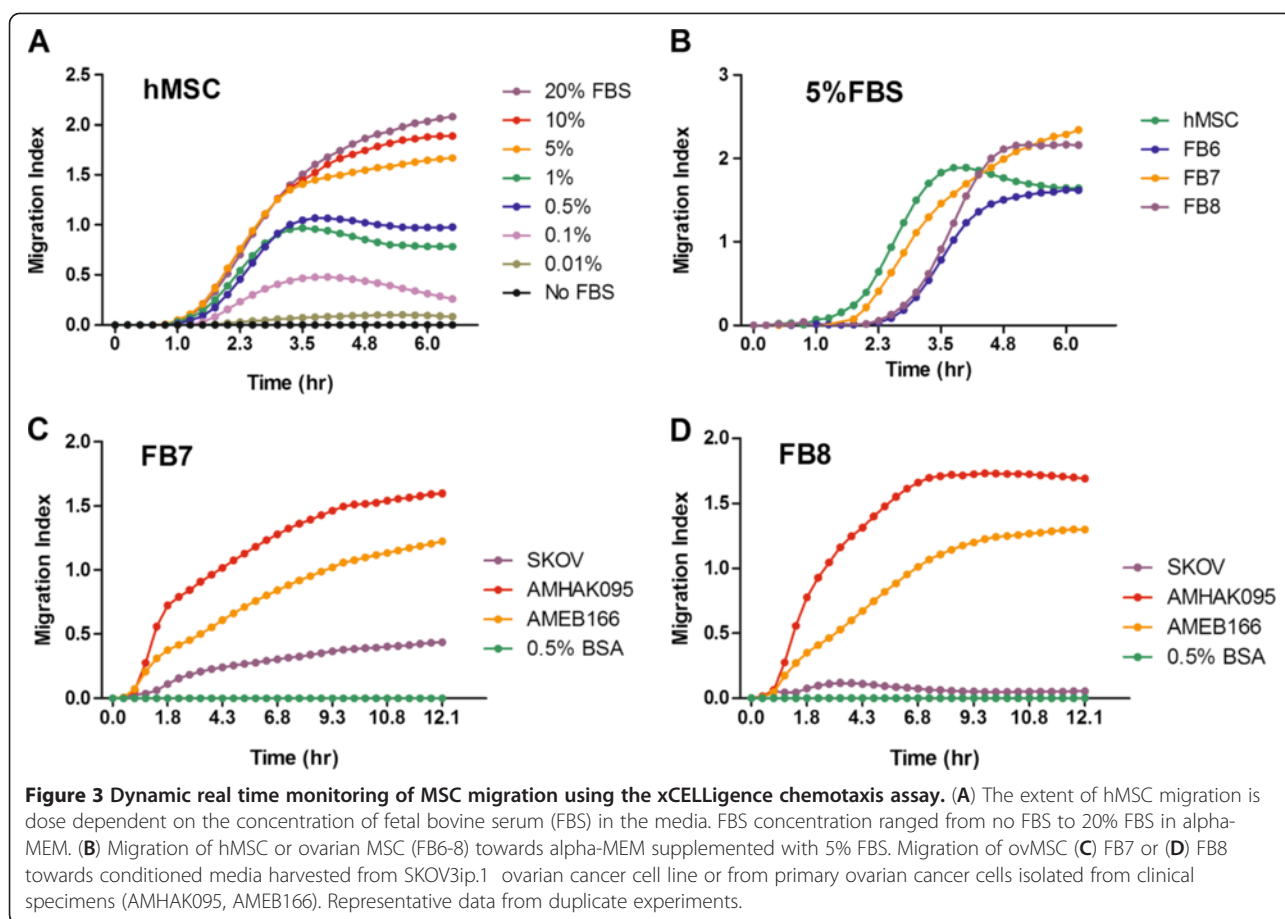 A
hMSC
Migration Index
2.5
2.0
1.5
1.0
0.5
0.0
0 1.0 2.3 3.5 4.8 6.0
Time (hr)
20% FBS
10%
5%
1%
0.5%
0.1%
0.01%
No FBS
B
5%FBS
Migration Index
3
2
1
0
0.0 1.0 2.3 3.5 4.8 6.0
Time (hr)
hMSC
FB6
FB7
FB8
C
FB7
Migration Index
2.0
1.5
1.0
0.5
0.0
0.0 1.8 4.3 6.8 9.3 10.8 12.1
Time (hr)
SKOV
AMHAK095
AMEB166
0.5% BSA
D
FB8
Migration Index
2.0
1.5
1.0
0.5
0.0
0.0 1.8 4.3 6.8 9.3 10.8 12.1
Time (hr)
SKOV
AMHAK095
AMEB166
0.5% BSA
Figure 3 Dynamic real time monitoring of MSC migration using the xCELLigence chemotaxis assay. (A) The extent of hMSC migration is
dose dependent on the concentration of fetal bovine serum (FBS) in the media. FBS concentration ranged from no FBS to 20% FBS in alpha-
MEM. (B) Migration of hMSC or ovarian MSC (FB6-8) towards alpha-MEM supplemented with 5% FBS. Migration of ovMSC (C) FB7 or (D) FB8
towards conditioned media harvested from SKOV3ip.1 ovarian cancer cell line or from primary ovarian cancer cells isolated from clinical
specimens (AMHAK095, AMEB166). Representative data from duplicate experiments.